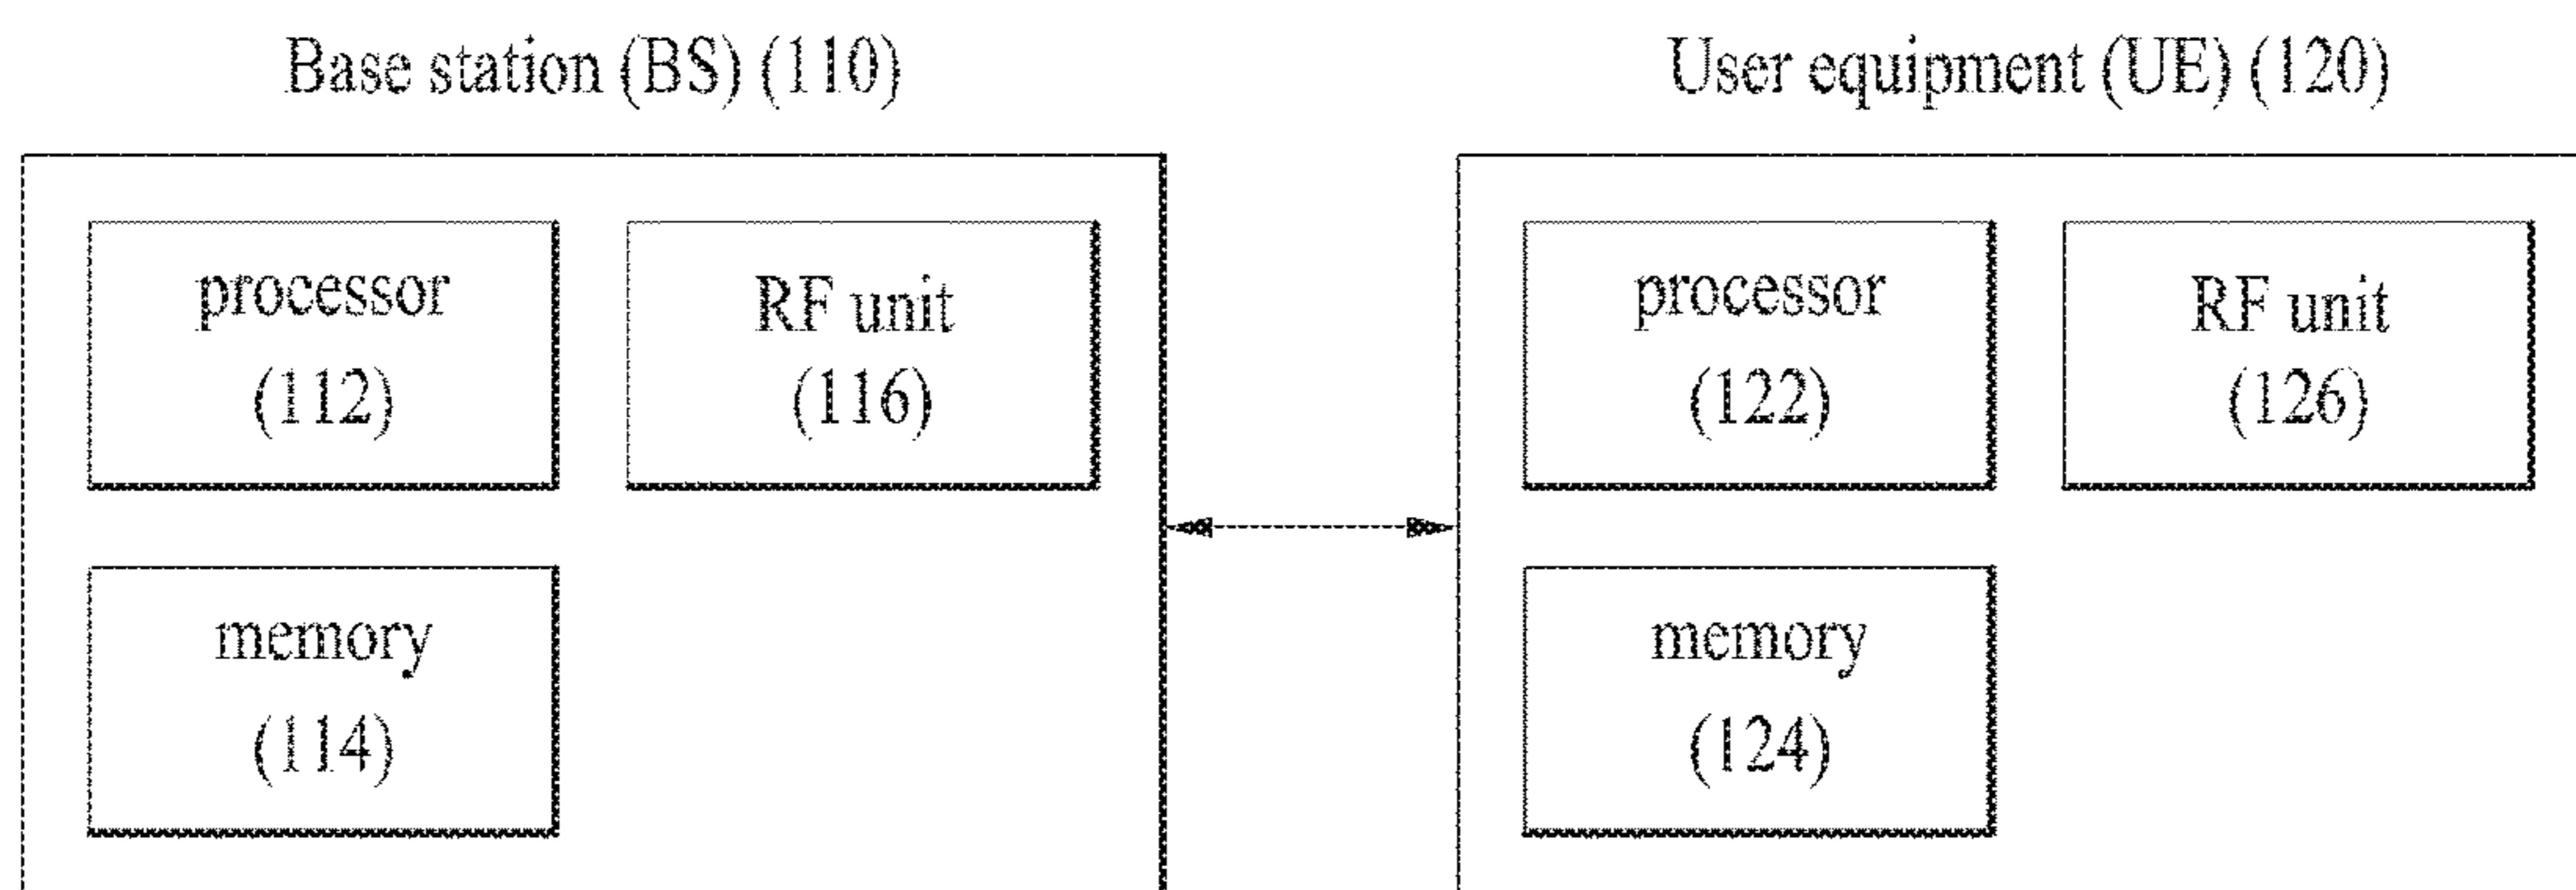 Base station (BS) (110)
processor
(112)
RF unit
(116)
memory
(114)
User equipment (UE) (120)
processor
(122)
RF unit
(126)
memory
(124)